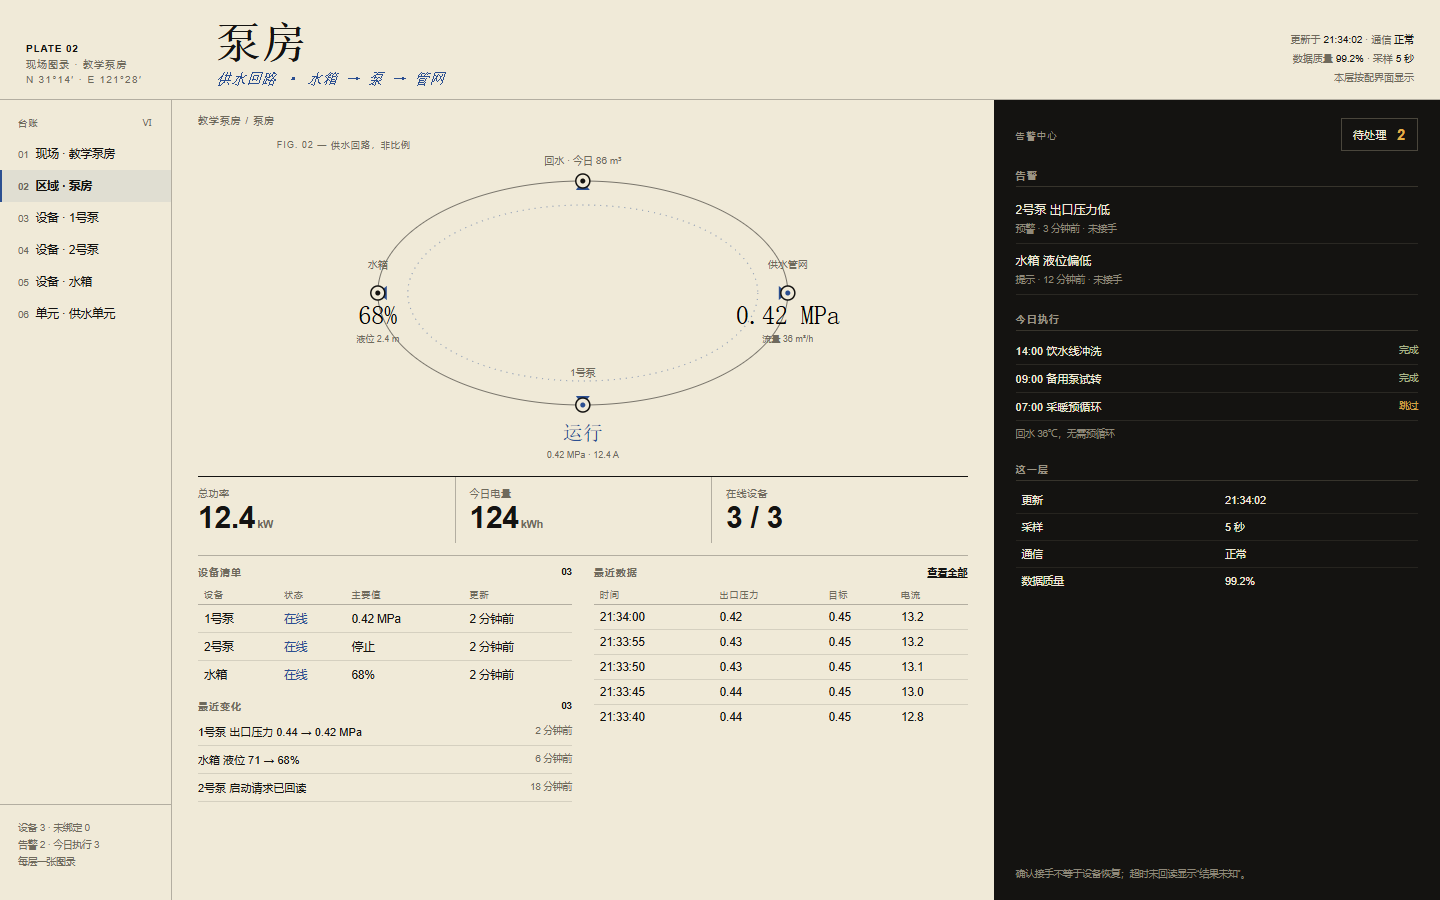 PLATE 02
现场图录 · 教学泵房
N 31°14′ · E 121°28′
泵房
供水回路 · 水箱 → 泵 → 管网
更新于 21:34:02 · 通信 正常
数据质量 99.2% · 采样 5 秒
本层按配界面显示
台账 VI
01 现场 · 教学泵房
02 区域 · 泵房
03 设备 · 1号泵
04 设备 · 2号泵
05 设备 · 水箱
06 单元 · 供水单元
设备 3 · 未绑定 0
告警 2 · 今日执行 3
每层一张图录
教学泵房 / 泵房
FIG. 02 — 供水回路，非比例
回水 · 今日 86 m³
水箱
68%
液位 2.4 m
供水管网
0.42 MPa
流量 36 m³/h
1号泵
运行
0.42 MPa · 12.4 A
总功率
12.4 kW
今日电量
124 kWh
在线设备
3 / 3
设备清单 03
设备 状态 主要值 更新
1号泵 在线 0.42 MPa 2 分钟前
2号泵 在线 停止 2 分钟前
水箱 在线 68% 2 分钟前
最近变化 03
1号泵 出口压力 0.44 → 0.42 MPa 2 分钟前
水箱 液位 71 → 68% 6 分钟前
2号泵 启动请求已回读 18 分钟前
最近数据 查看全部
时间 出口压力 目标 电流
21:34:00 0.42 0.45 13.2
21:33:55 0.43 0.45 13.2
21:33:50 0.43 0.45 13.1
21:33:45 0.44 0.45 13.0
21:33:40 0.44 0.45 12.8
告警中心 待处理 2
告警
2号泵 出口压力低
预警 · 3 分钟前 · 未接手
水箱 液位偏低
提示 · 12 分钟前 · 未接手
今日执行
14:00 饮水线冲洗 完成
09:00 备用泵试转 完成
07:00 采暖预循环 跳过
回水 36℃，无需预循环
这一层
更新 21:34:02
采样 5 秒
通信 正常
数据质量 99.2%
确认接手不等于设备恢复；超时未回读显示“结果未知”。